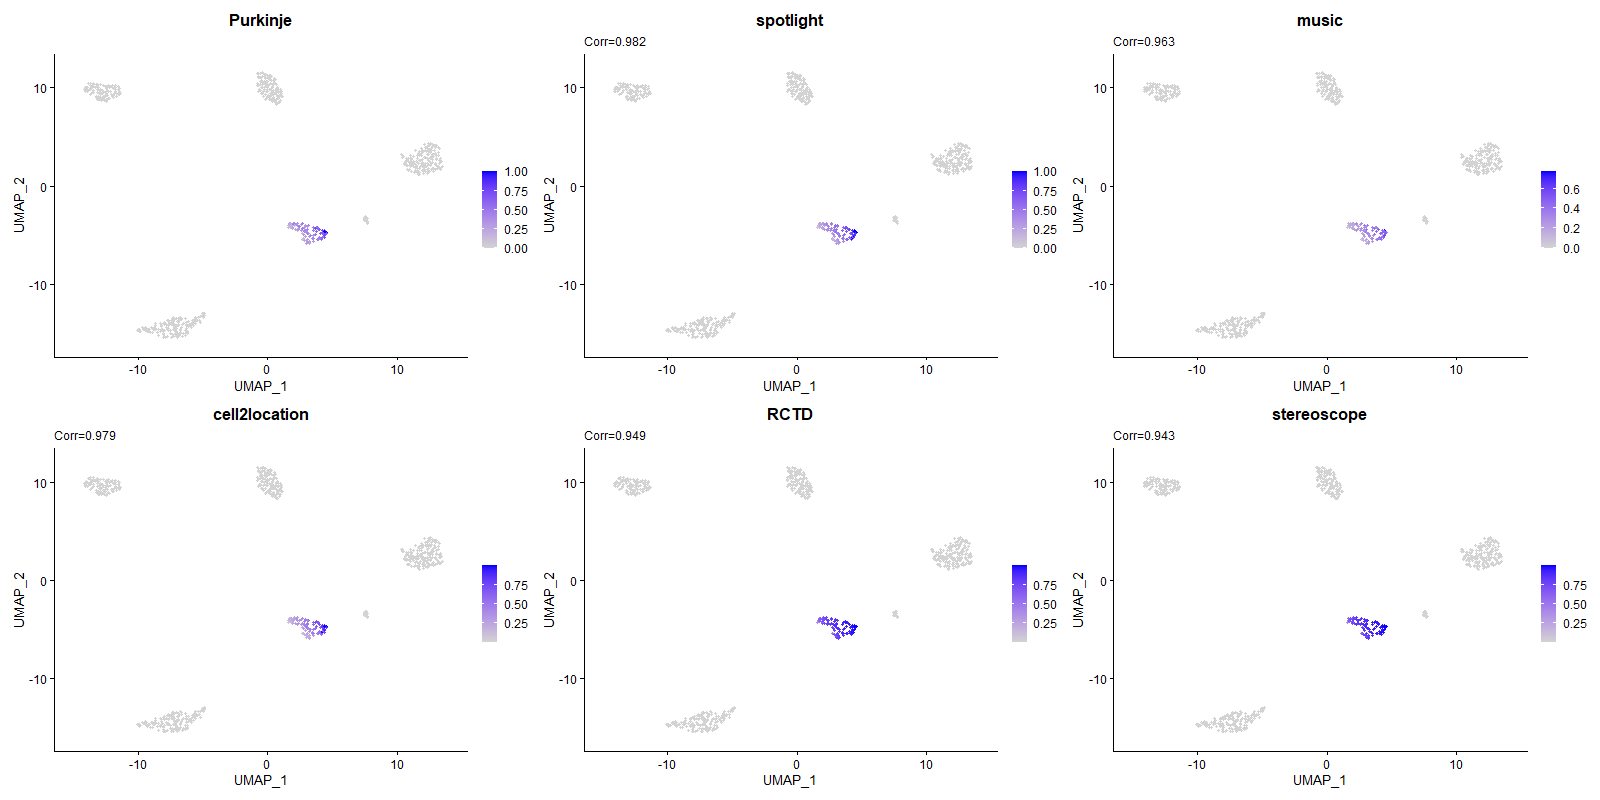 Purkinje
UMAP_2
10
0
-10
-10
0
10
UMAP_1
1.00
0.75
0.50
0.25
0.00
spotlight
Corr=0.982
UMAP_2
10
0
-10
-10
0
10
UMAP_1
1.00
0.75
0.50
0.25
0.00
music
Corr=0.963
UMAP_2
10
0
-10
-10
0
10
UMAP_1
0.6
0.4
0.2
0.0
cell2location
Corr=0.979
UMAP_2
10
0
-10
-10
0
10
UMAP_1
0.75
0.50
0.25
RCTD
Corr=0.949
UMAP_2
10
0
-10
-10
0
10
UMAP_1
0.75
0.50
0.25
stereoscope
Corr=0.943
UMAP_2
10
0
-10
-10
0
10
UMAP_1
0.75
0.50
0.25